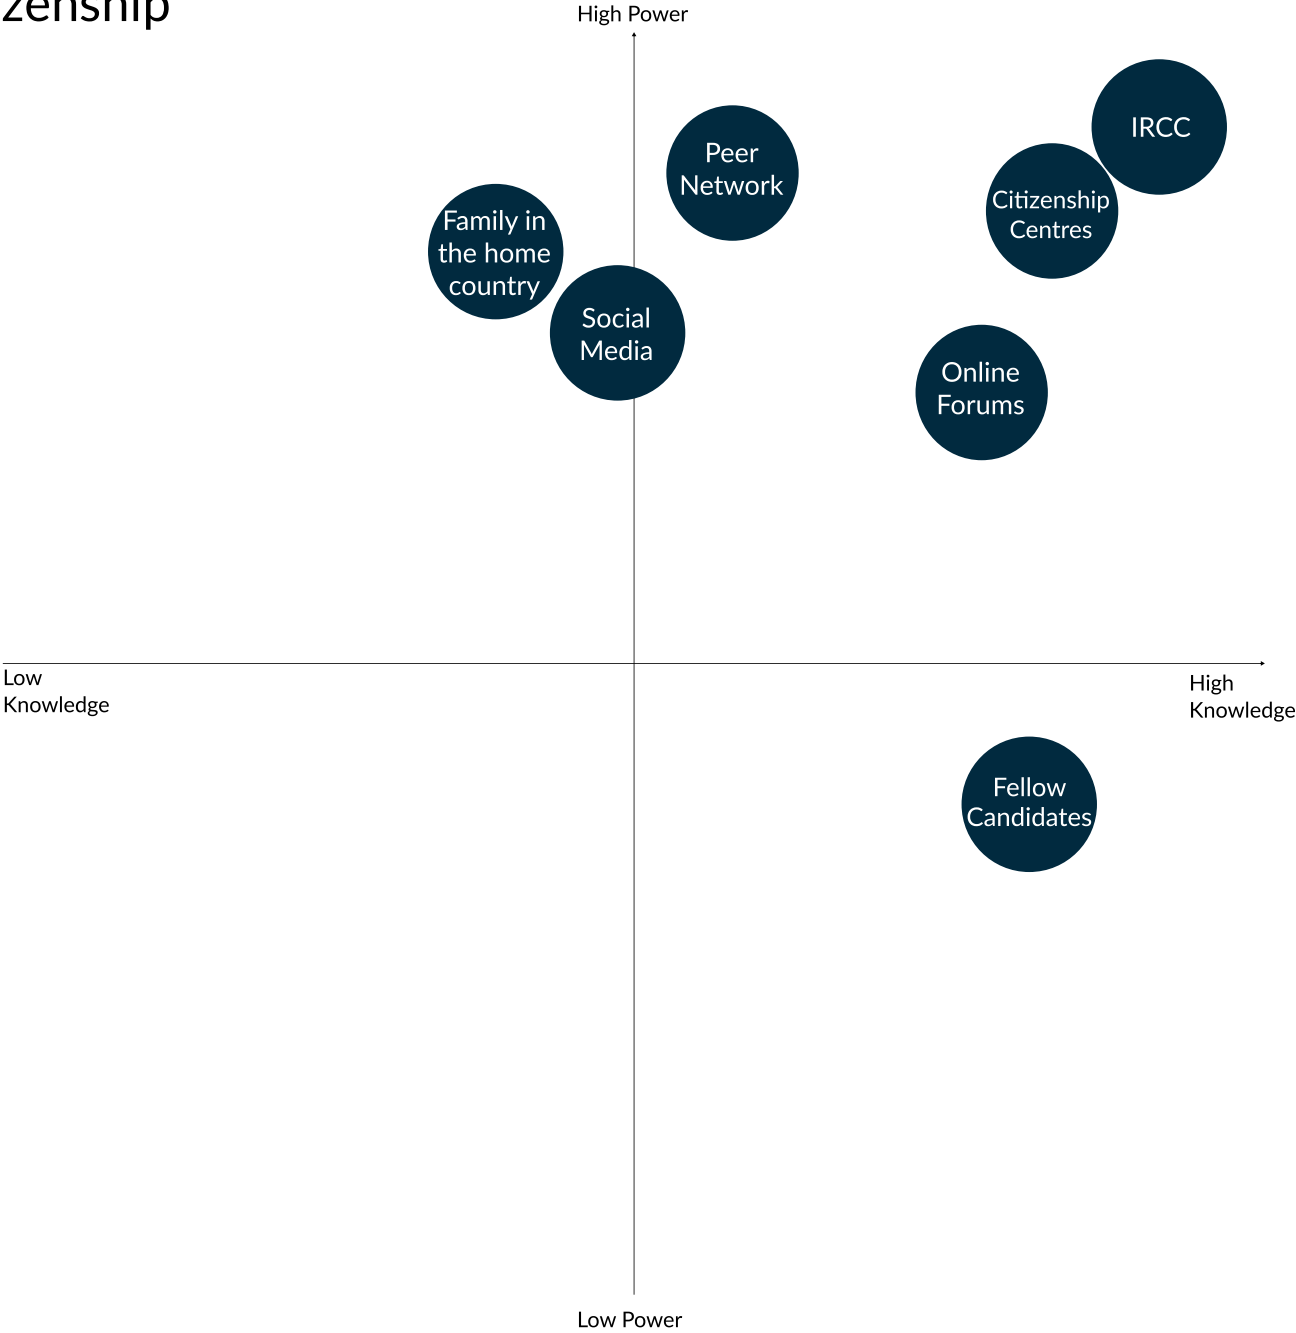 zenship
High Power
IRCC
Peer
Network
Citizenship
Centres
Family in
the home
country
Social
Media
Online
Forums
Low
Knowledge
High
Knowledge
Fellow
Candidates
Low Power